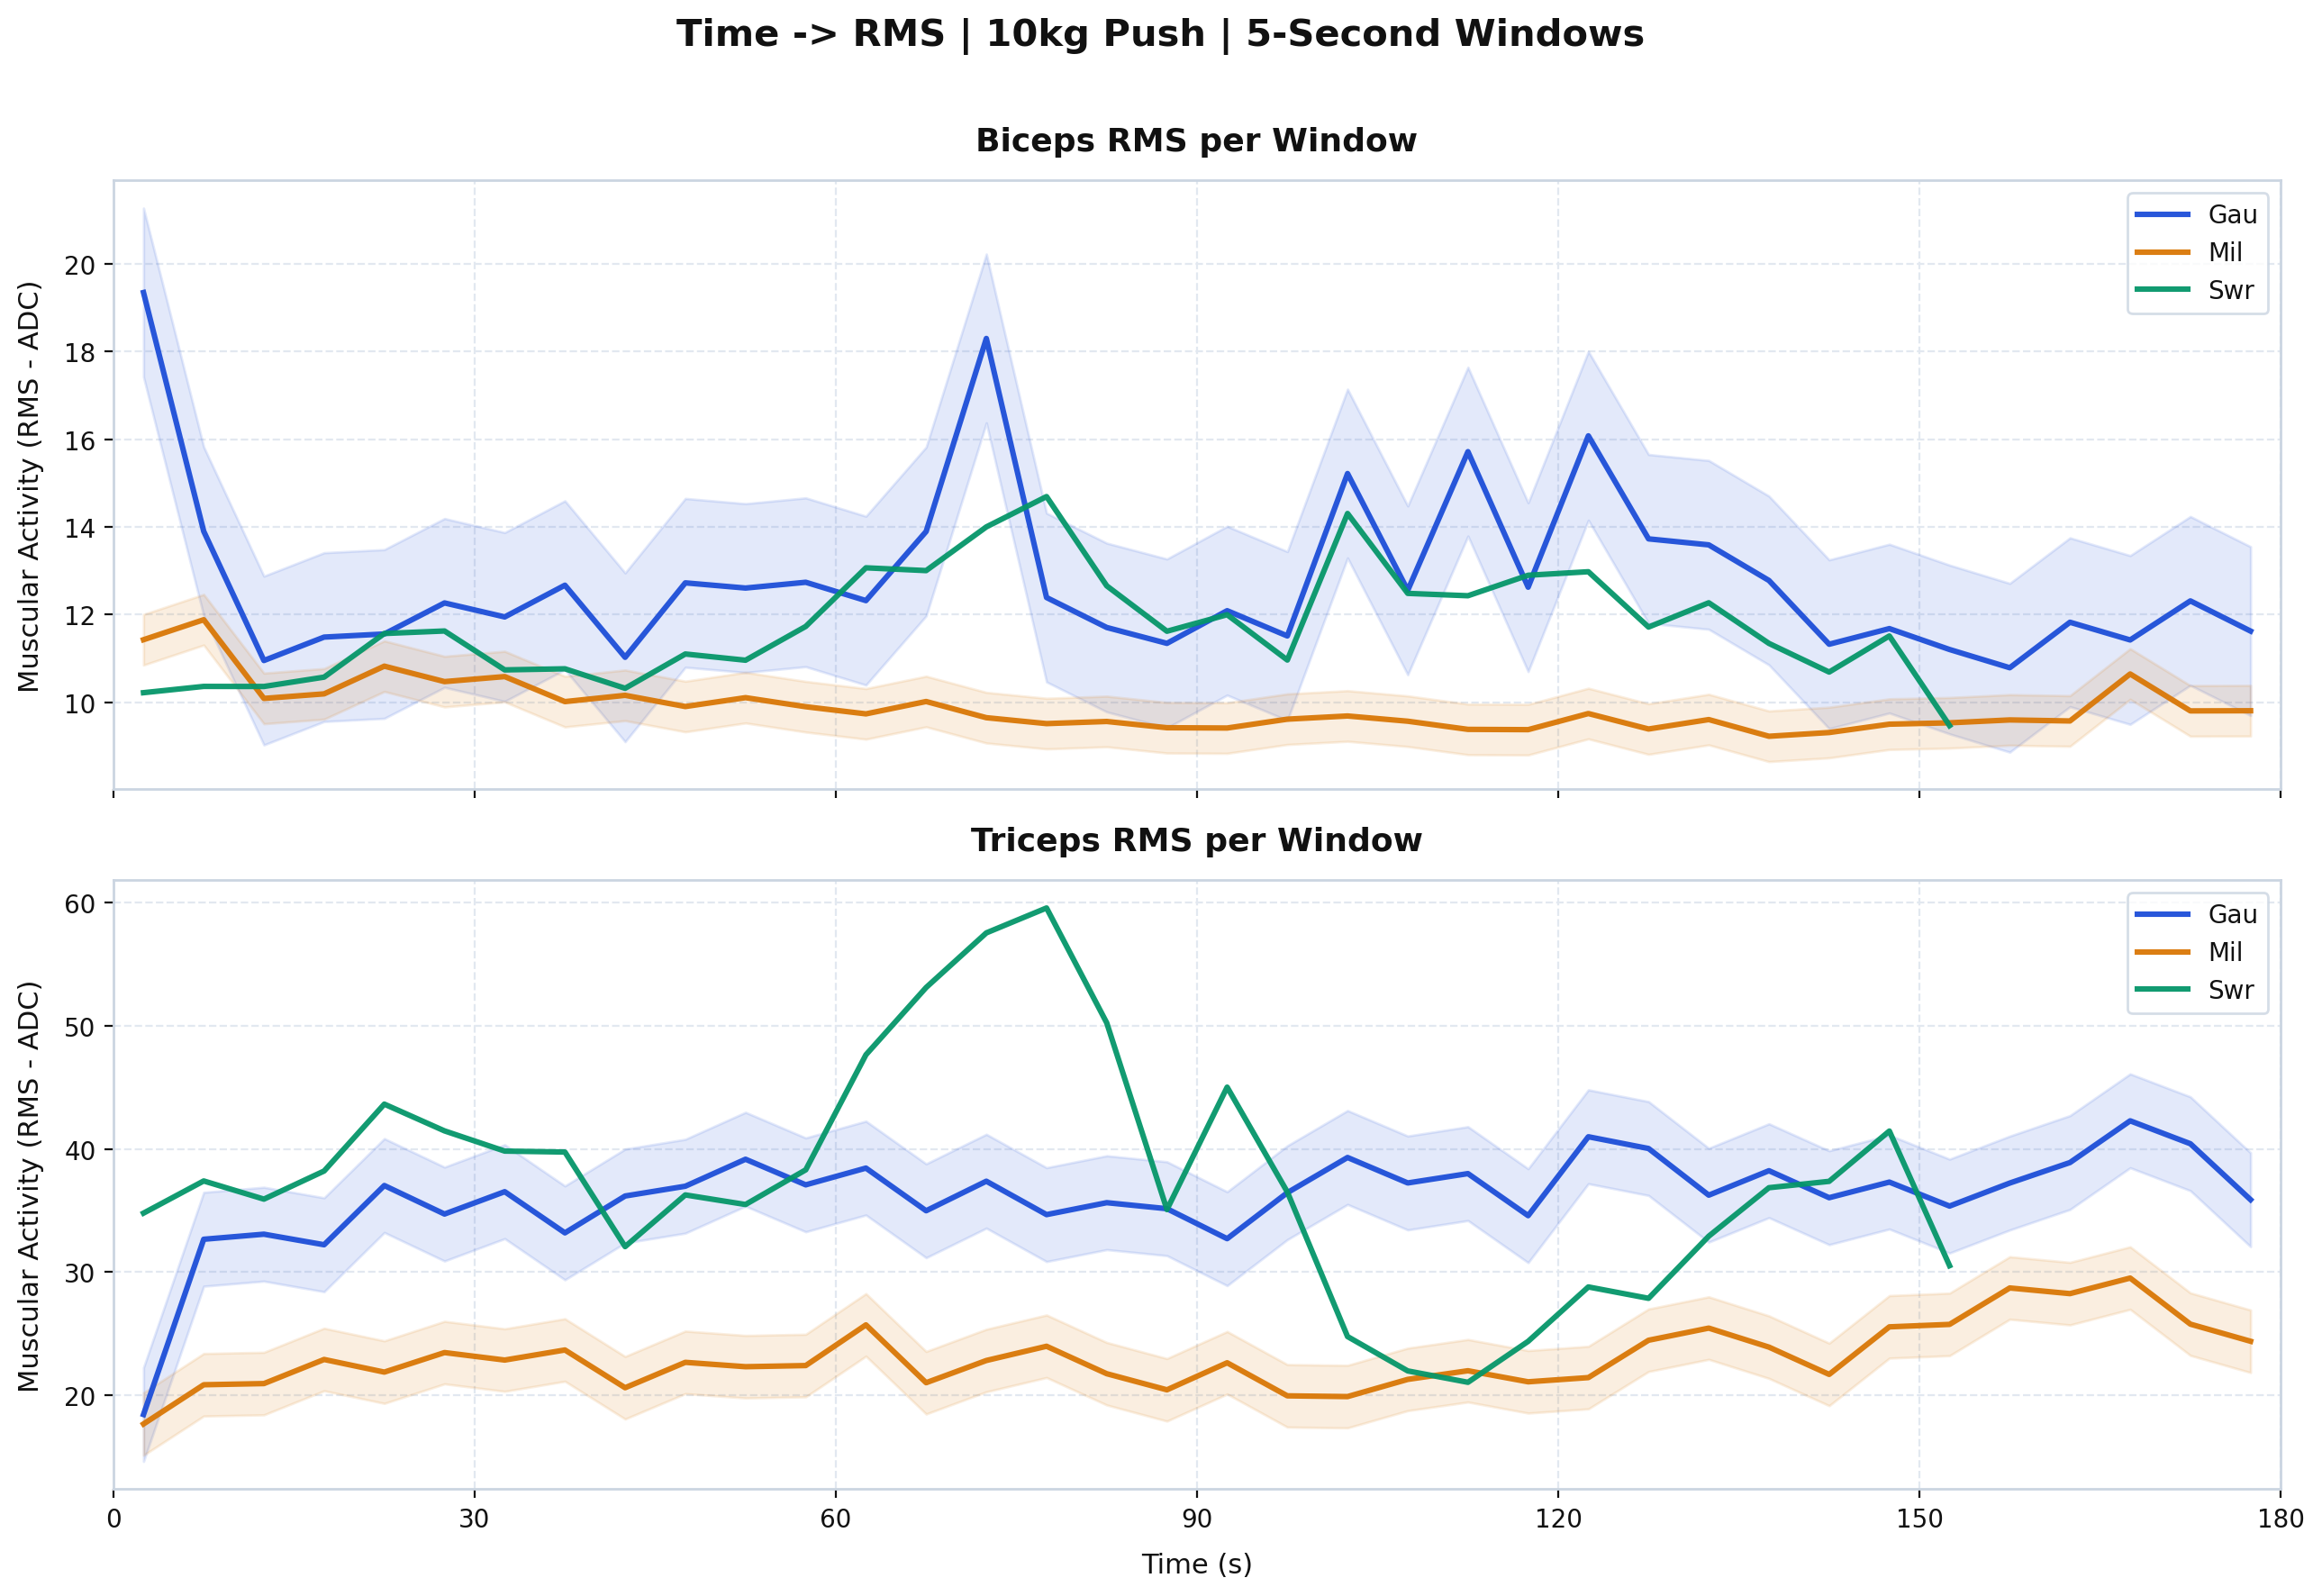 Time -> RMS | 10kg Push | 5-Second Windows
Biceps RMS per Window
Muscular Activity (RMS - ADC)
20
18
16
14
12
10
Gau
Mil
Swr
Triceps RMS per Window
Muscular Activity (RMS - ADC)
60
50
40
30
20
Gau
Mil
Swr
0 30 60 90 120 150 180
Time (s)